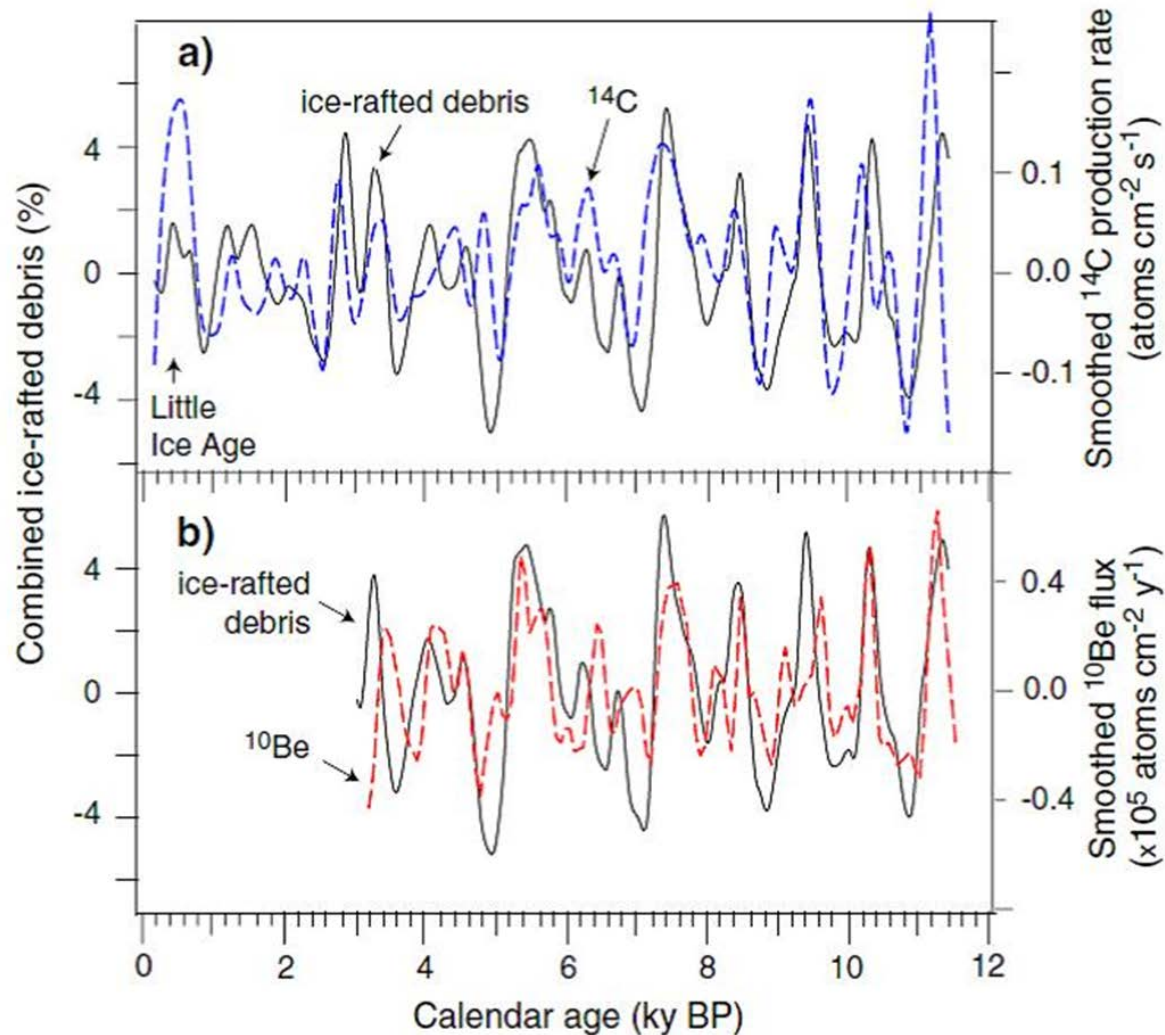 a)
ice-rafted debris
¹⁴C
4
0
-4
Little
Ice Age
0.1
0.0
-0.1
Smoothed ¹⁴C production rate
(atoms cm⁻² s⁻¹)
Combined ice-rafted debris (%)
b)
ice-rafted
debris
¹⁰Be
4
0
-4
0.4
0.0
-0.4
Smoothed ¹⁰Be flux
(x10⁵ atoms cm⁻² y⁻¹)
0 2 4 6 8 10 12
Calendar age (ky BP)